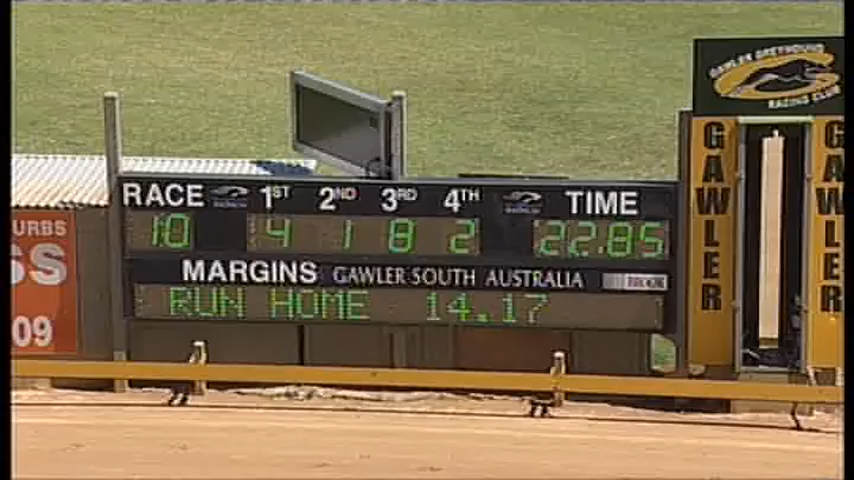 GAWLER GREYHOUND
RACING CLUB
GAWLER
GAWLER
RACE 1ST 2ND 3RD 4TH TIME
10 4 1 8 2 22.85
MARGINS GAWLER SOUTH AUSTRALIA
RUN HOME 14.17
URBS
SS
09